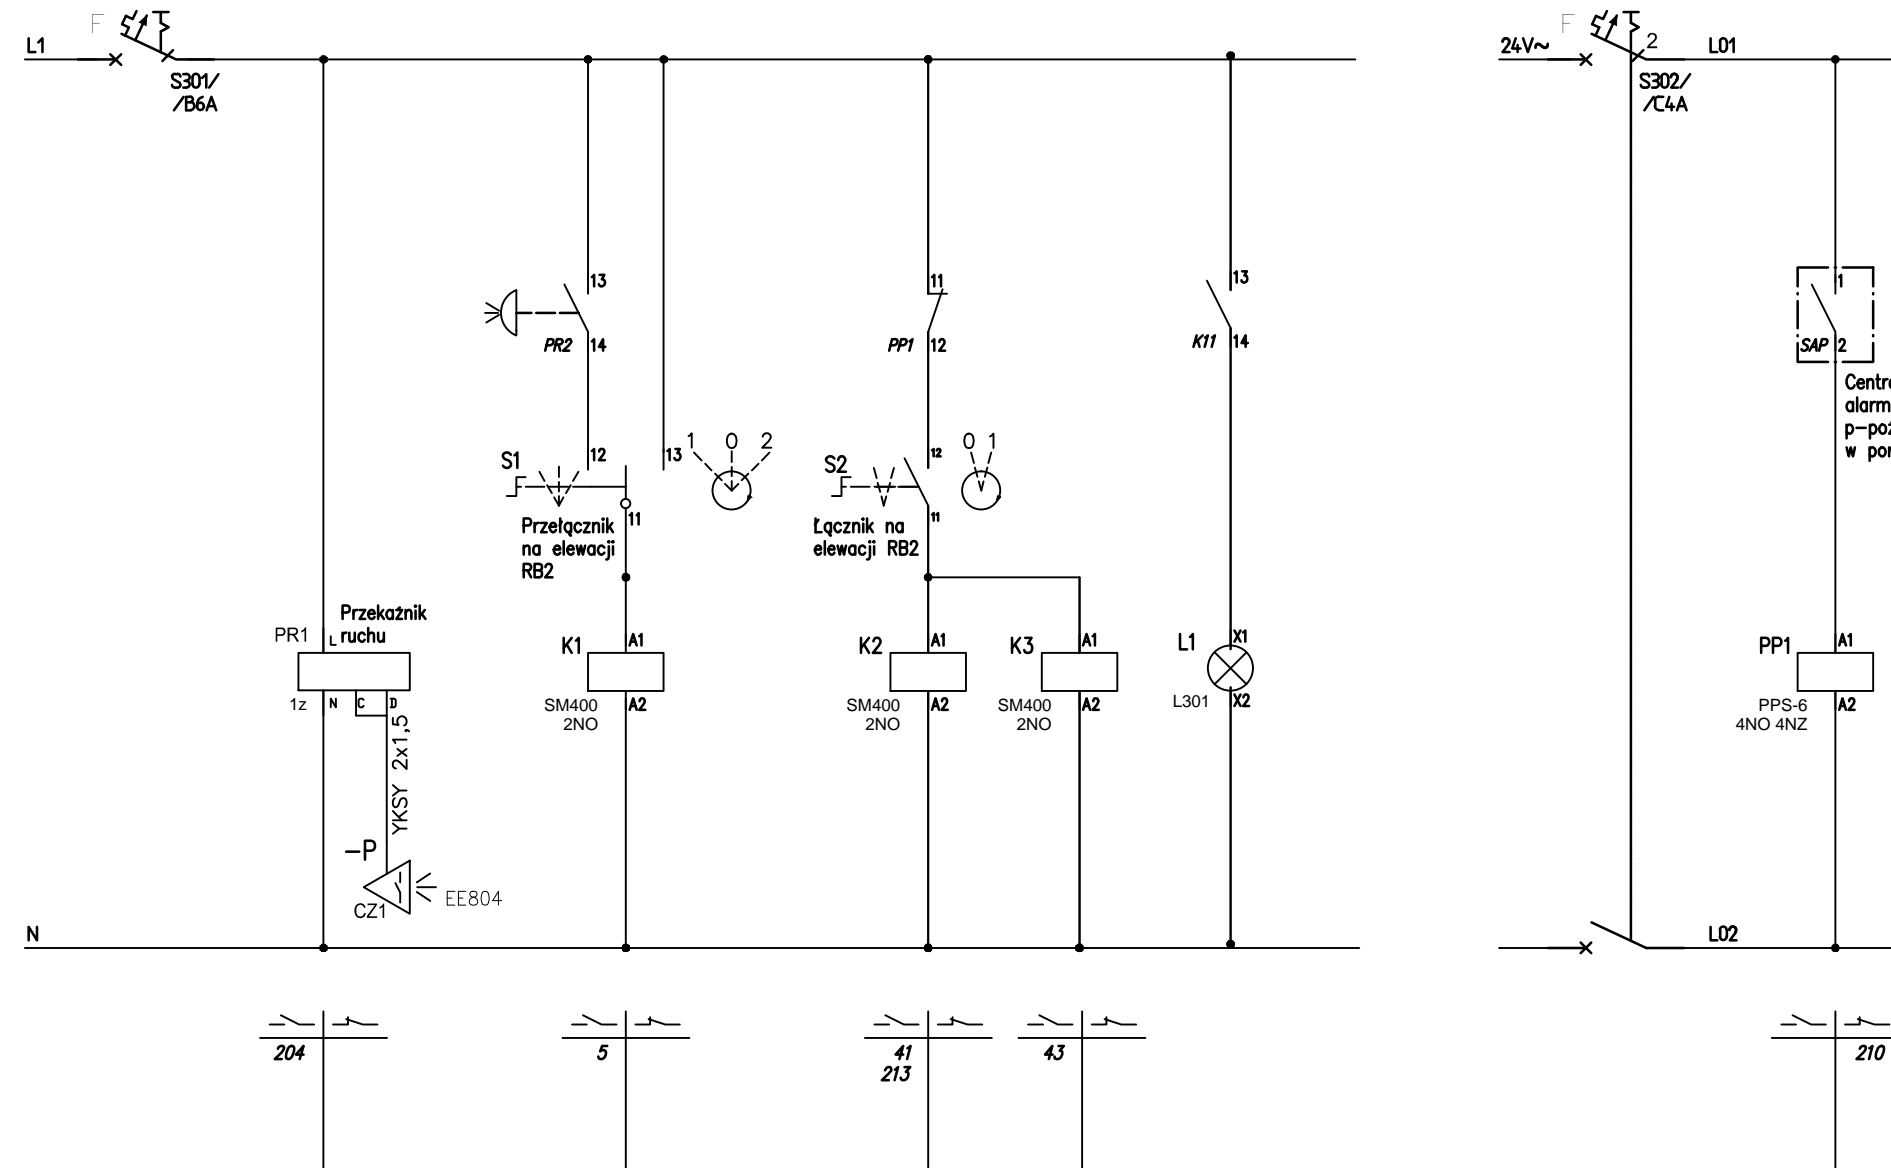 F
L1
S301/
/B6A
13
PR2
14
12
13
S1
11
Przełącznik
na elewacji
RB2
1 0 2
11
PP1
12
S2
12
11
Łącznik na
elewacji RB2
0 1
13
K11
14
PR1
L
Przekaźnik
ruchu
1z
N
C
D
YKSY 2x1,5
-P
CZ1
EE804
K1
A1
SM400
2NO
A2
K2
A1
SM400
2NO
A2
K3
A1
SM400
2NO
A2
L1
X1
L301
X2
N
204
5
41
213
43
F
24V~
2
L01
S302/
/C4A
1
SAP
2
alarm
w
PP1
A1
PPS-6
4NO 4NZ
A2
L02
210